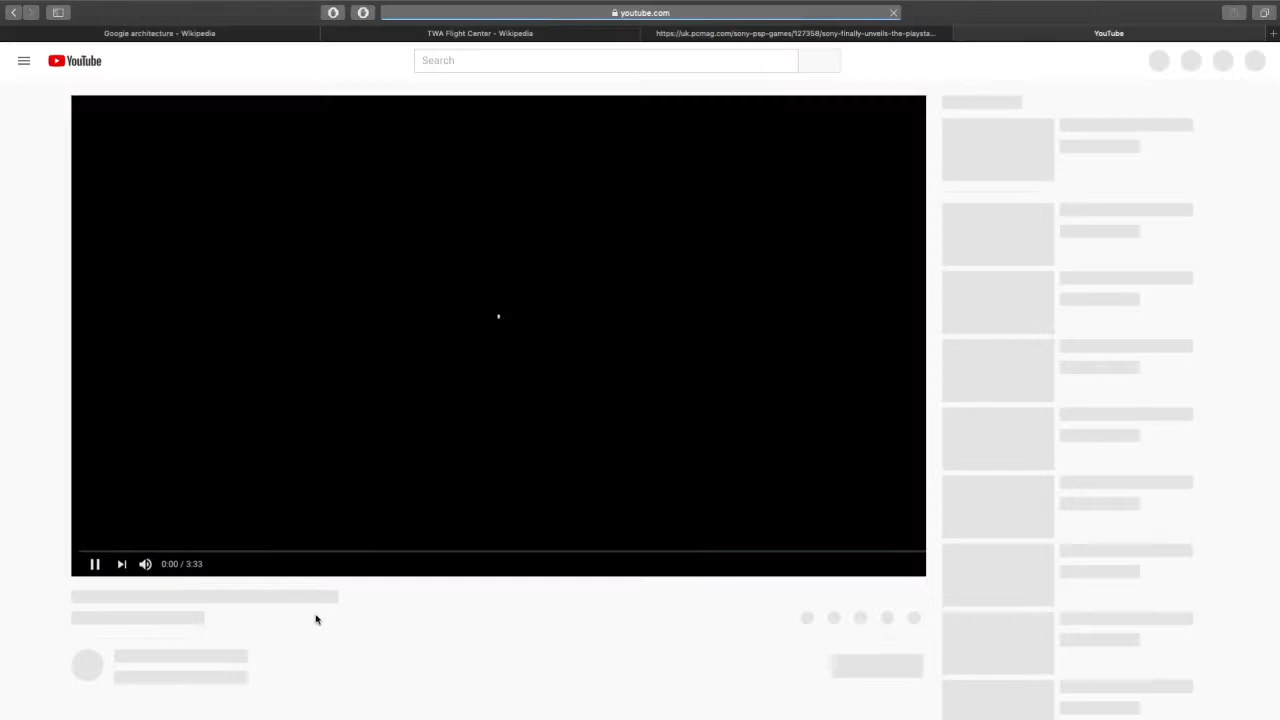 youtube.com
Googie architecture - Wikipedia
TWA Flight Center - Wikipedia
https://uk.pcmag.com/sony-psp-games/127358/sony-finally-unveils-the-playsta...
YouTube
YouTube
Search
0:00 / 3:33